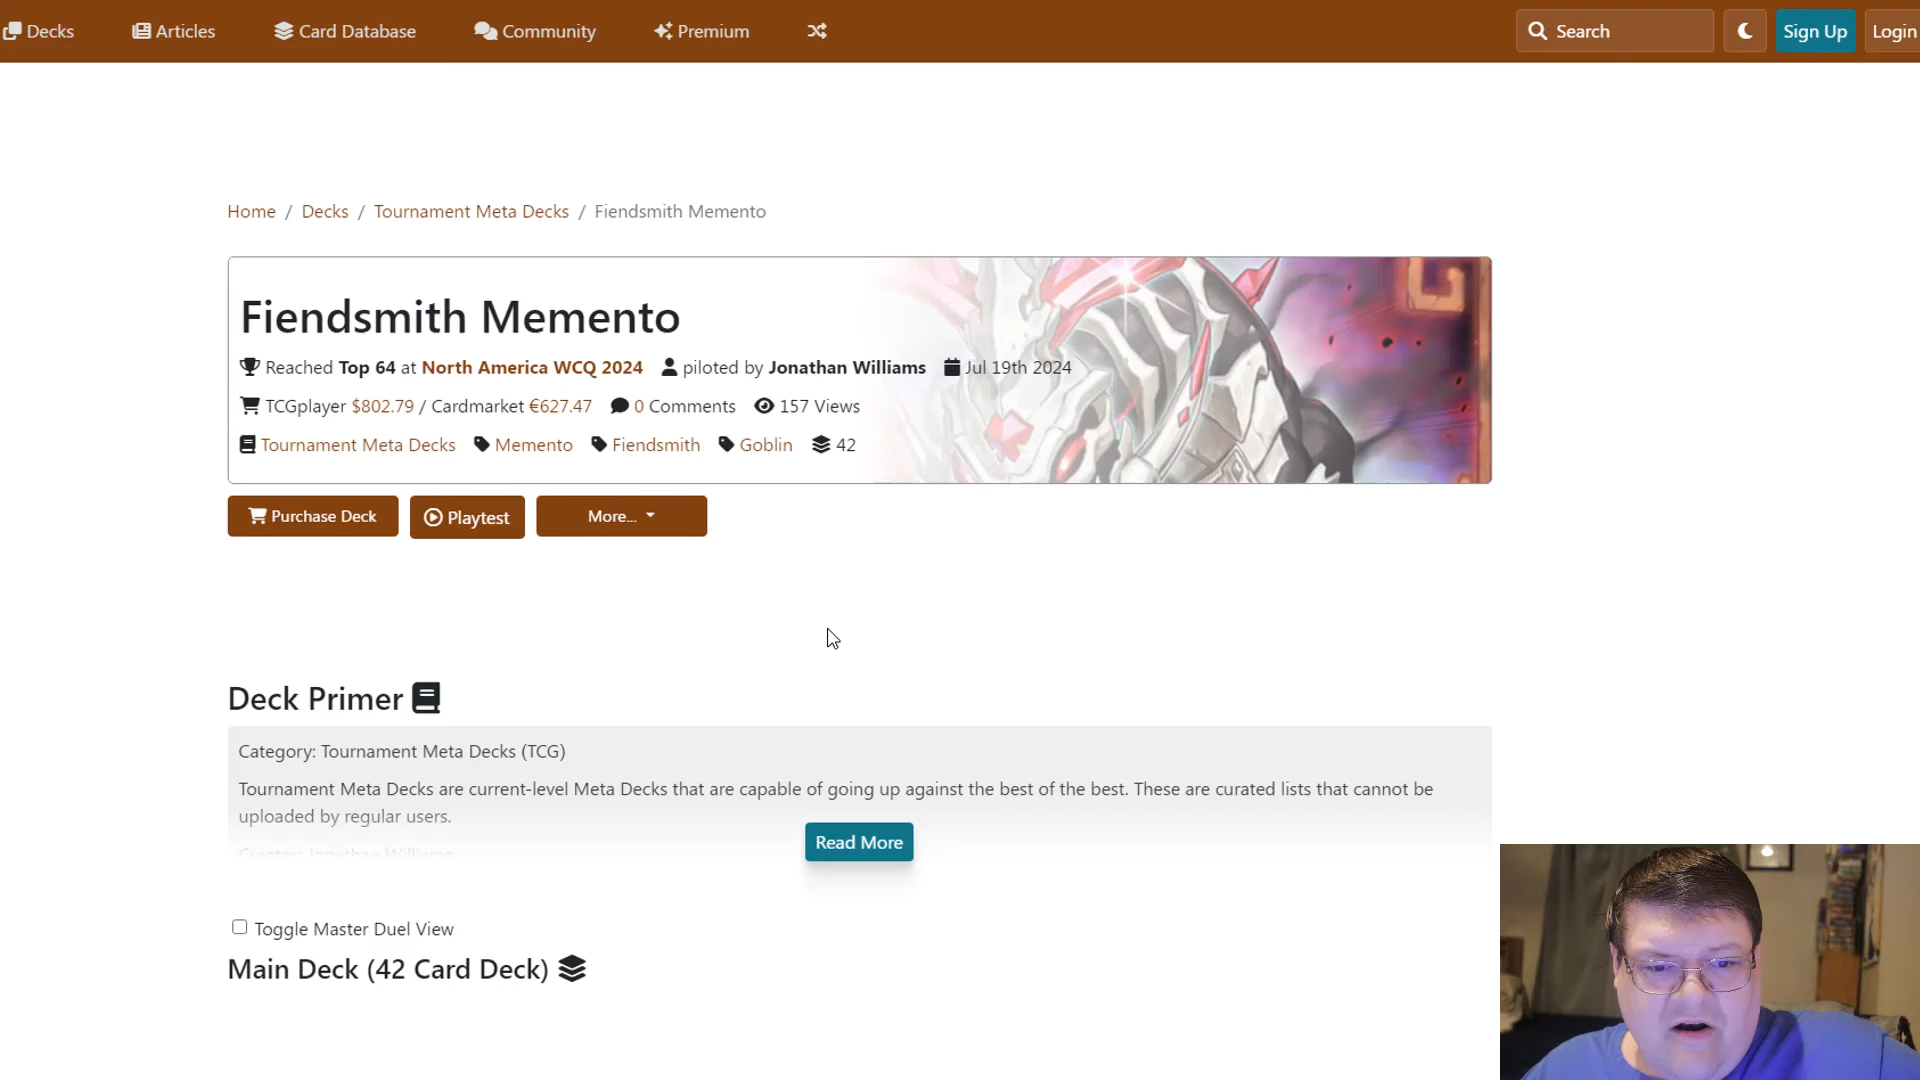 Decks Articles Card Database Community Premium Search Sign Up Login
Home / Decks / Tournament Meta Decks / Fiendsmith Memento
Fiendsmith Memento
Reached Top 64 at North America WCQ 2024 piloted by Jonathan Williams Jul 19th 2024
TCGplayer $802.79 / Cardmarket €627.47 0 Comments 157 Views
Tournament Meta Decks Memento Fiendsmith Goblin 42
Purchase Deck Playtest More...
Deck Primer
Category: Tournament Meta Decks (TCG)
Tournament Meta Decks are current-level Meta Decks that are capable of going up against the best of the best. These are curated lists that cannot be
uploaded by regular users.
Creator: Jonathan Williams
Read More
Toggle Master Duel View
Main Deck (42 Card Deck)